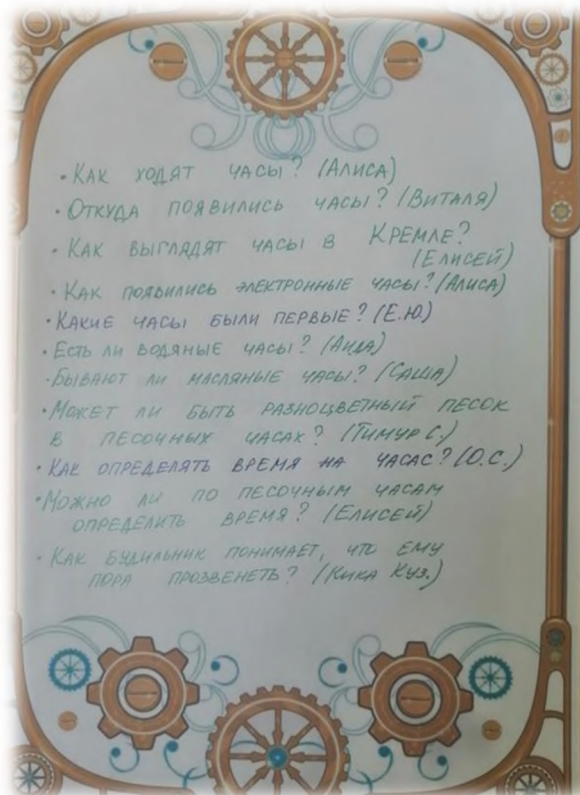 • Как ходят часы? (Алиса)
• Откуда появились часы? (Виталя)
• Как выглядят часы в Кремле?
(Елисей)
• Как появились электронные часы? (Алиса)
• Какие часы были первые? (Е.Ю.)
• Есть ли водяные часы? (Аида)
• Бывают ли масляные часы? (Саша)
• Может ли быть разноцветный песок
в песочных часах? (Тимур С.)
• Как определять время на часас? (О.С.)
• Можно ли по песочным часам
определить время? (Елисей)
• Как будильник понимает, что ему
пора прозвенеть? (Кика Куз.)